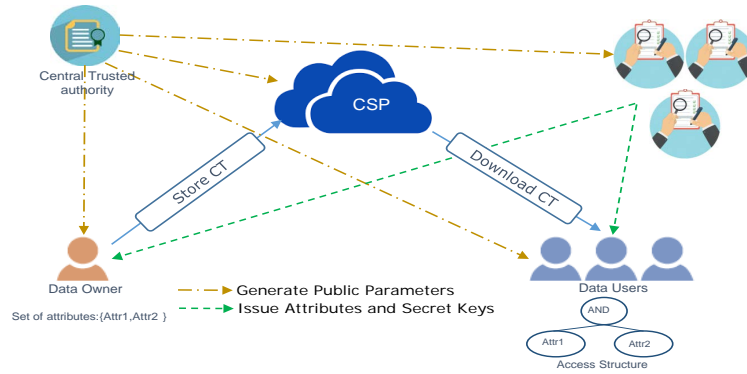 Central Trusted
authority
CSP
Store CT
Download CT
Data Owner
Set of attributes:{Attr1,Attr2 }
Generate Public Parameters
Issue Attributes and Secret Keys
Data Users
AND
Attr1
Attr2
Access Structure